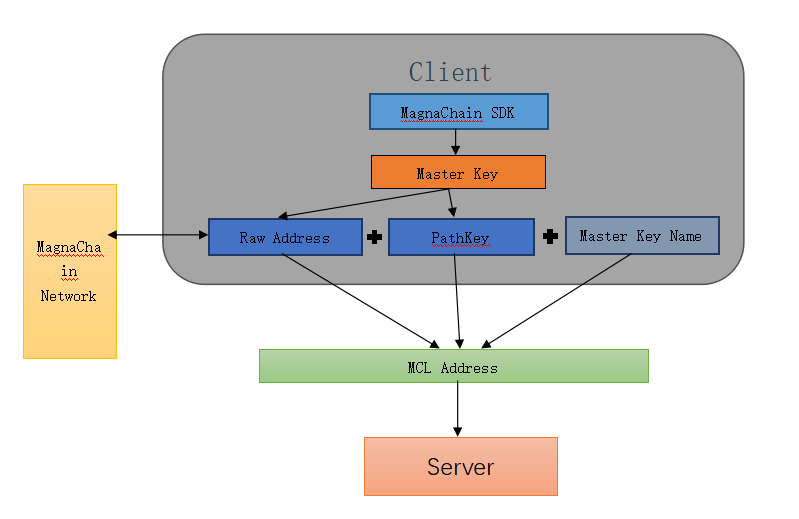 Client
MagnaChain SDK
Master Key
Raw Address
PathKey
Master Key Name
MagnaCha
in
Network
MCL Address
Server